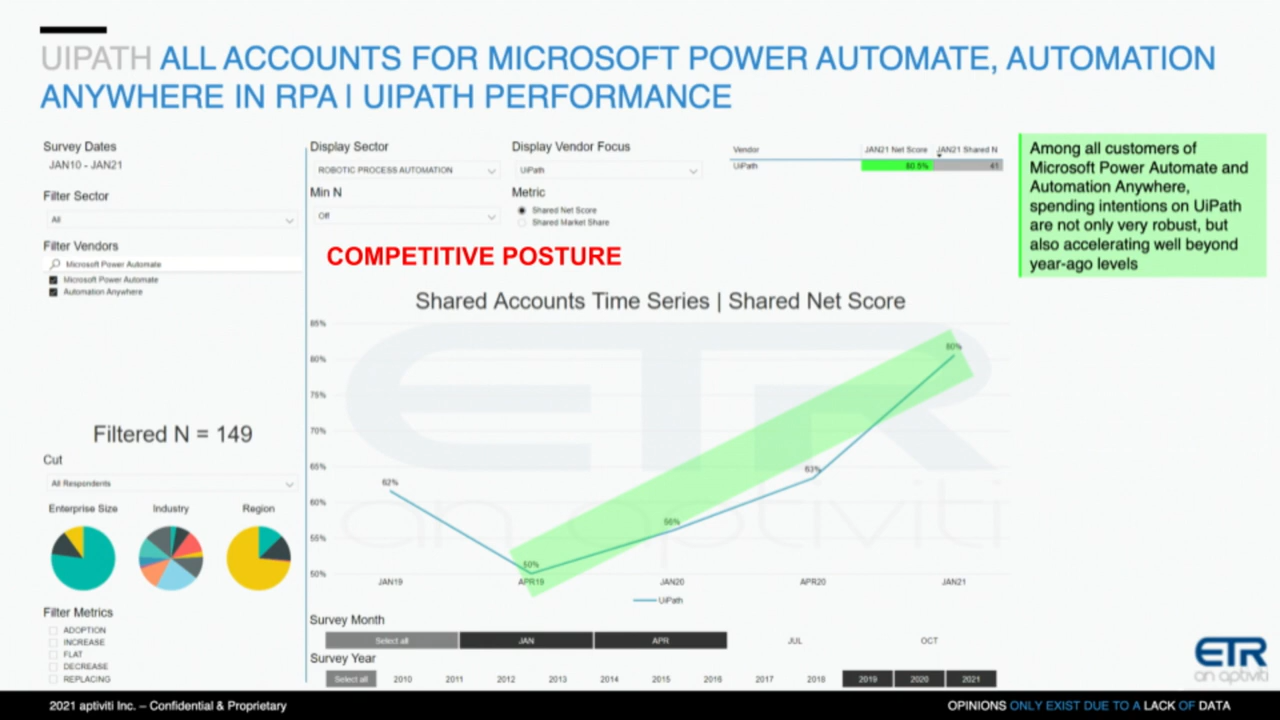 UIPATH ALL ACCOUNTS FOR MICROSOFT POWER AUTOMATE, AUTOMATION
ANYWHERE IN RPA | UIPATH PERFORMANCE
Survey Dates
JAN10 - JAN21
Filter Sector
All
Filter Vendors
Microsoft Power Automate
Microsoft Power Automate
Automation Anywhere
Filtered N = 149
Cut
All Respondents
Enterprise Size
Industry
Region
Filter Metrics
ADOPTION
INCREASE
FLAT
DECREASE
REPLACING
Display Sector
ROBOTIC PROCESS AUTOMATION
Min N
Off
Display Vendor Focus
UiPath
Metric
Shared Net Score
Shared Market Share
Vendor JAN21 Net Score JAN21 Shared N
UiPath 80.5% 41
COMPETITIVE POSTURE
Shared Accounts Time Series | Shared Net Score
85%
80%
75%
70%
65%
60%
55%
50%
62%
50%
56%
63%
80%
JAN19 APR19 JAN20 APR20 JAN21
UiPath
ETR
an aptiviti
Survey Month
Select all JAN APR JUL OCT
Survey Year
Select all 2010 2011 2012 2013 2014 2015 2016 2017 2018 2019 2020 2021
Among all customers of
Microsoft Power Automate and
Automation Anywhere,
spending intentions on UiPath
are not only very robust, but
also accelerating well beyond
year-ago levels
ETR
an aptiviti
2021 aptiviti Inc. – Confidential & Proprietary
OPINIONS ONLY EXIST DUE TO A LACK OF DATA